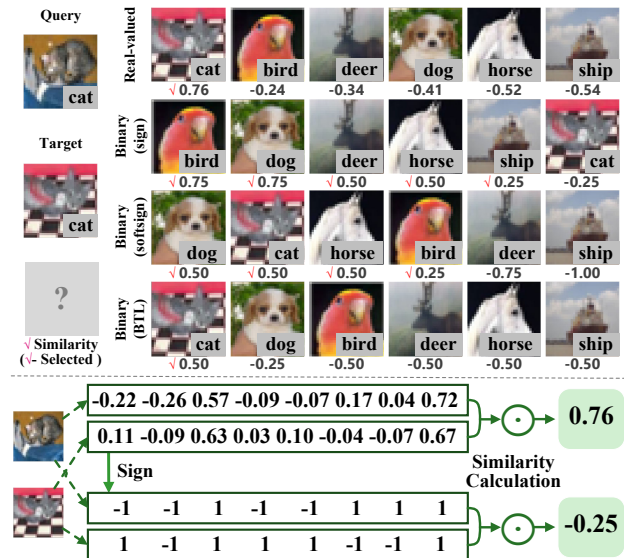 Query
cat
Target
cat
?
√ Similarity
(√- Selected )
Real-valued
cat bird deer dog horse ship
√ 0.76 -0.24 -0.34 -0.41 -0.52 -0.54
Binary
(sign)
bird dog deer horse ship cat
√ 0.75 √ 0.75 √ 0.50 √ 0.50 √ 0.25 -0.25
Binary
(softsign)
dog cat horse bird deer ship
√ 0.50 √ 0.50 √ 0.50 √ 0.25 -0.75 -1.00
Binary
(BTL)
cat dog bird deer horse ship
√ 0.50 -0.25 -0.50 -0.50 -0.50 -0.50
-0.22 -0.26 0.57 -0.09 -0.07 0.17 0.04 0.72
0.11 -0.09 0.63 0.03 0.10 -0.04 -0.07 0.67
0.76
Sign
Similarity
Calculation
-1 -1 1 -1 -1 1 1 1
1 -1 1 1 1 -1 -1 1
-0.25